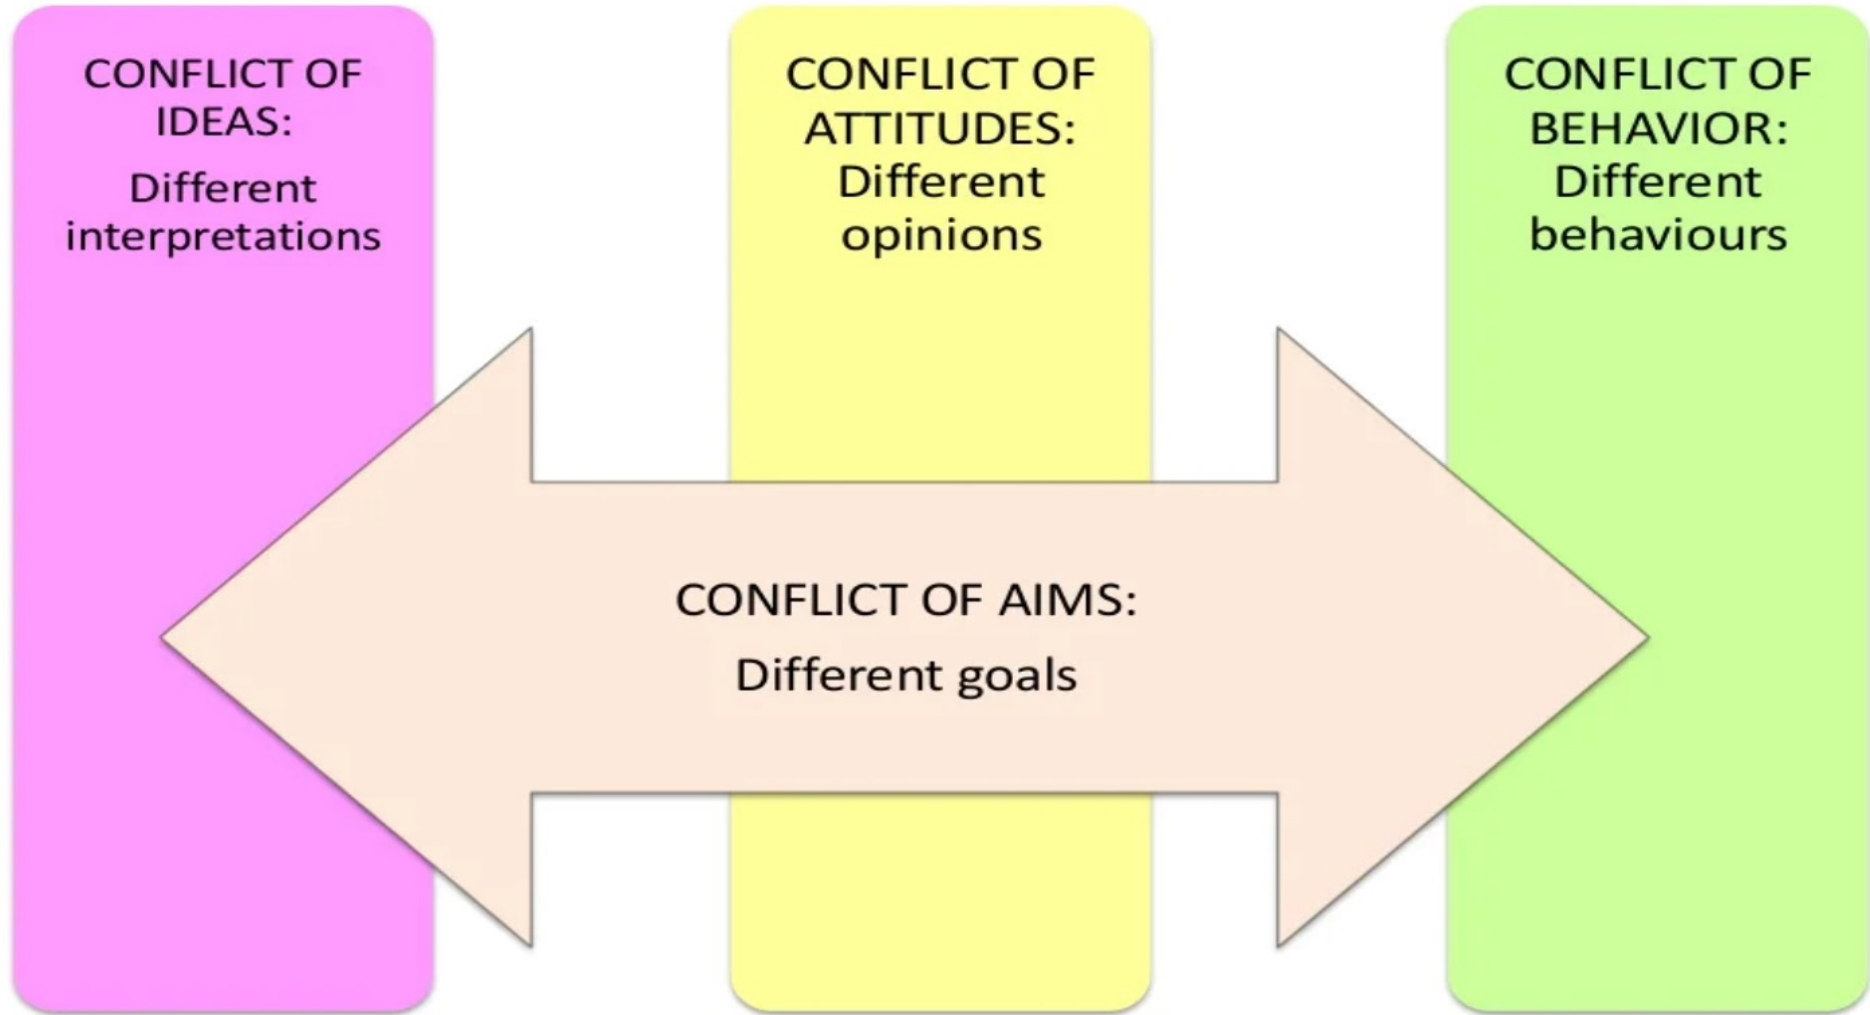 CONFLICT OF
IDEAS:
Different
interpretations
CONFLICT OF
ATTITUDES:
Different
opinions
CONFLICT OF
BEHAVIOR:
Different
behaviours
CONFLICT OF AIMS:
Different goals